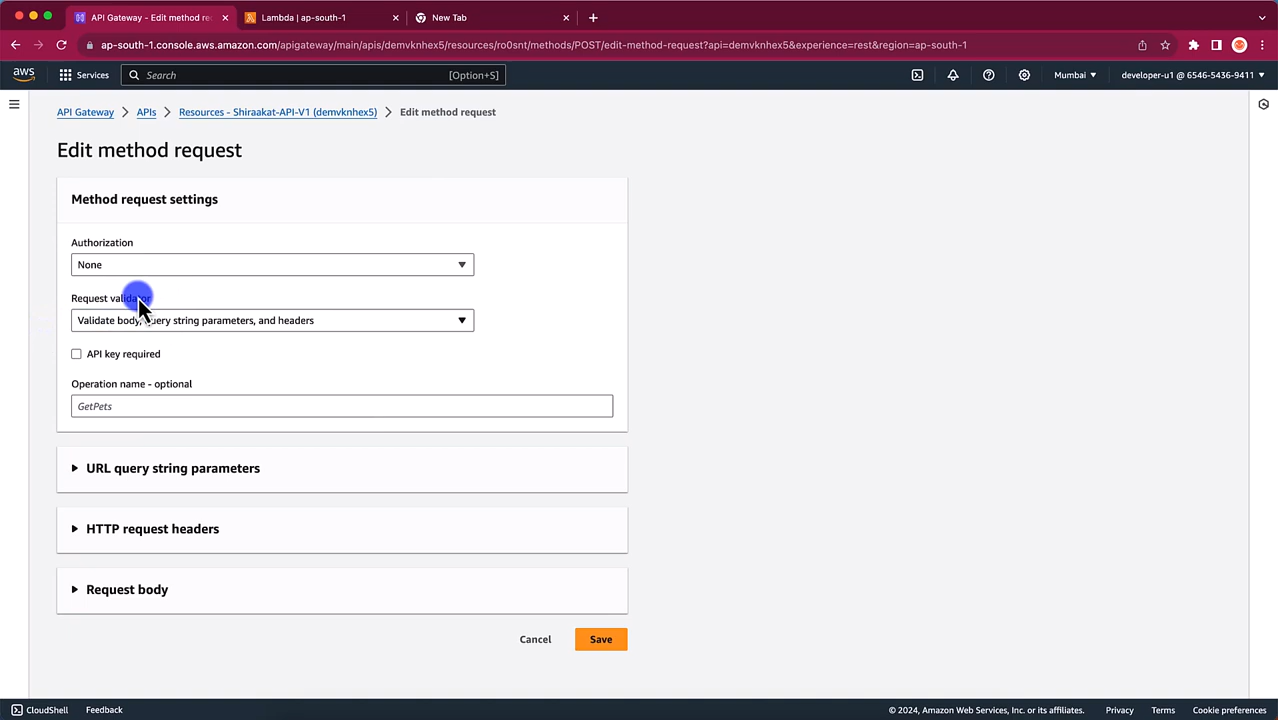 API Gateway - Edit method re
Lambda | ap-south-1
New Tab
ap-south-1.console.aws.amazon.com/apigateway/main/apis/demvknhex5/resources/ro0snt/methods/POST/edit-method-request?api=demvknhex5&experience=rest&region=ap-south-1
aws
Services
Search
[Option+S]
Mumbai
developer-u1 @ 6546-5436-9411
API Gateway
APIs
Resources - Shiraakat-API-V1 (demvknhex5)
Edit method request
Edit method request
Method request settings
Authorization
None
Request validator
Validate body, query string parameters, and headers
API key required
Operation name - optional
GetPets
URL query string parameters
HTTP request headers
Request body
Cancel
Save
CloudShell
Feedback
© 2024, Amazon Web Services, Inc. or its affiliates.
Privacy
Terms
Cookie preferences